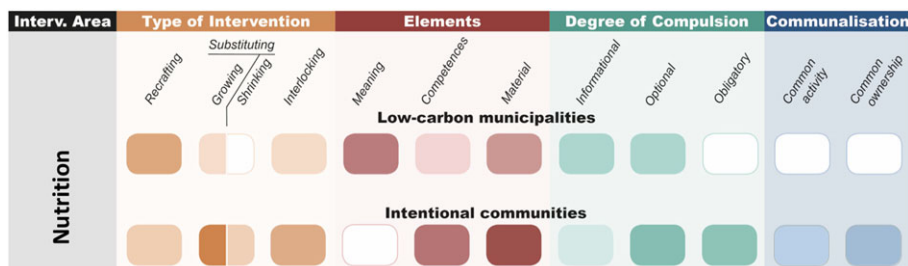 Interv. Area
Type of Intervention
Elements
Degree of Compulsion
Communalisation
Substituting
Recrafting
Growing
Shrinking
Interlocking
Meaning
Competences
Material
Informational
Optional
Obligatory
Common
activity
Common
ownership
Low-carbon municipalities
Nutrition
Intentional communities